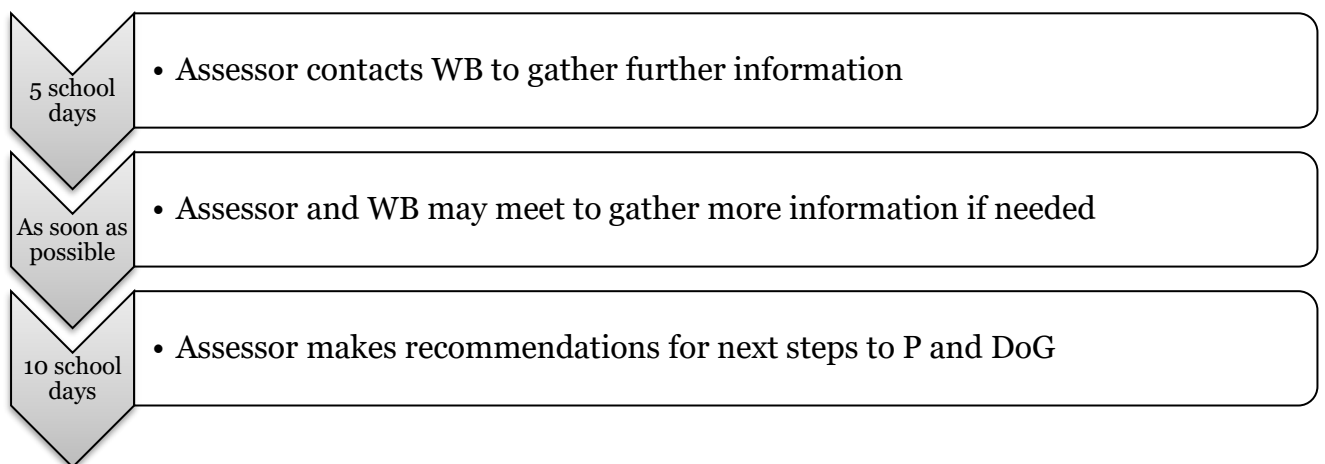 5 school
days
• Assessor contacts WB to gather further information
As soon as
possible
• Assessor and WB may meet to gather more information if needed
10 school
days
• Assessor makes recommendations for next steps to P and DoG